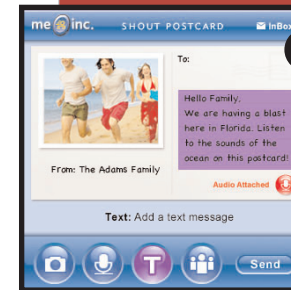 me inc.
SHOUT POSTCARD
InBox
To:
Hello Family,
We are having a blast
here in Florida. Listen
to the sounds of the
ocean on this postcard!
From: The Adams Family
Audio Attached
Text: Add a text message
T
Send